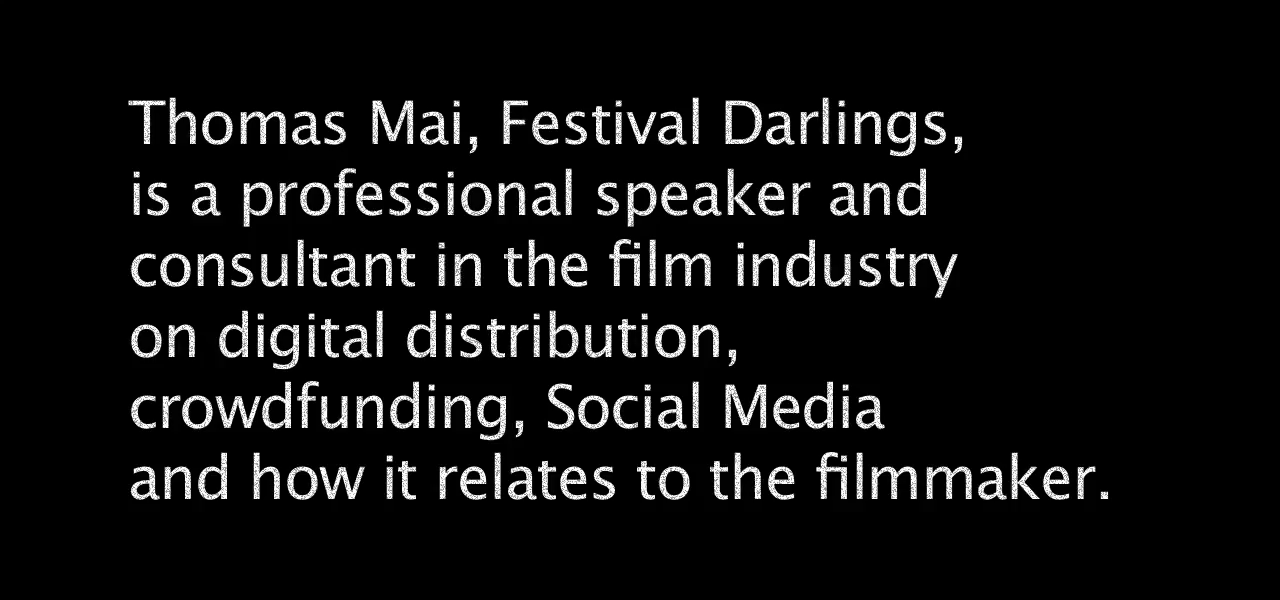 Thomas Mai, Festival Darlings,
is a professional speaker and
consultant in the film industry
on digital distribution,
crowdfunding, Social Media
and how it relates to the filmmaker.